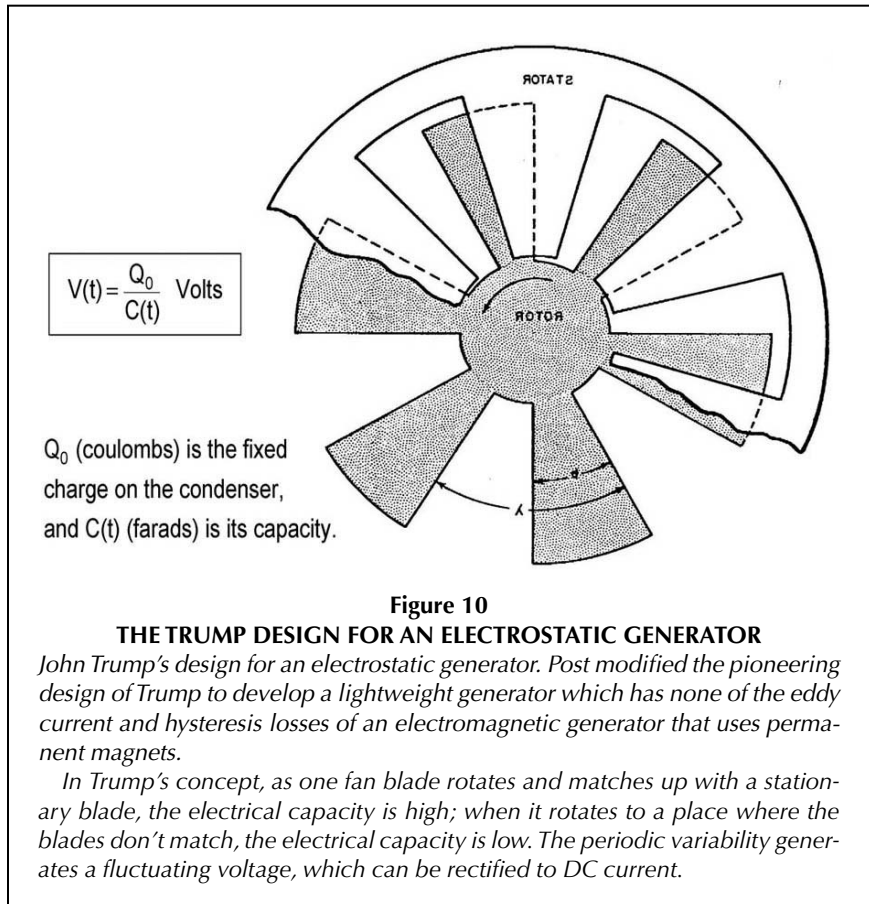 STATOR
V(t) = Q₀ / C(t) Volts
ROTOR
Q₀ (coulombs) is the fixed
charge on the condenser,
and C(t) (farads) is its capacity.
Figure 10
THE TRUMP DESIGN FOR AN ELECTROSTATIC GENERATOR
John Trump's design for an electrostatic generator. Post modified the pioneering
design of Trump to develop a lightweight generator which has none of the eddy
current and hysteresis losses of an electromagnetic generator that uses perma-
nent magnets.
In Trump's concept, as one fan blade rotates and matches up with a station-
ary blade, the electrical capacity is high; when it rotates to a place where the
blades don't match, the electrical capacity is low. The periodic variability gener-
ates a fluctuating voltage, which can be rectified to DC current.